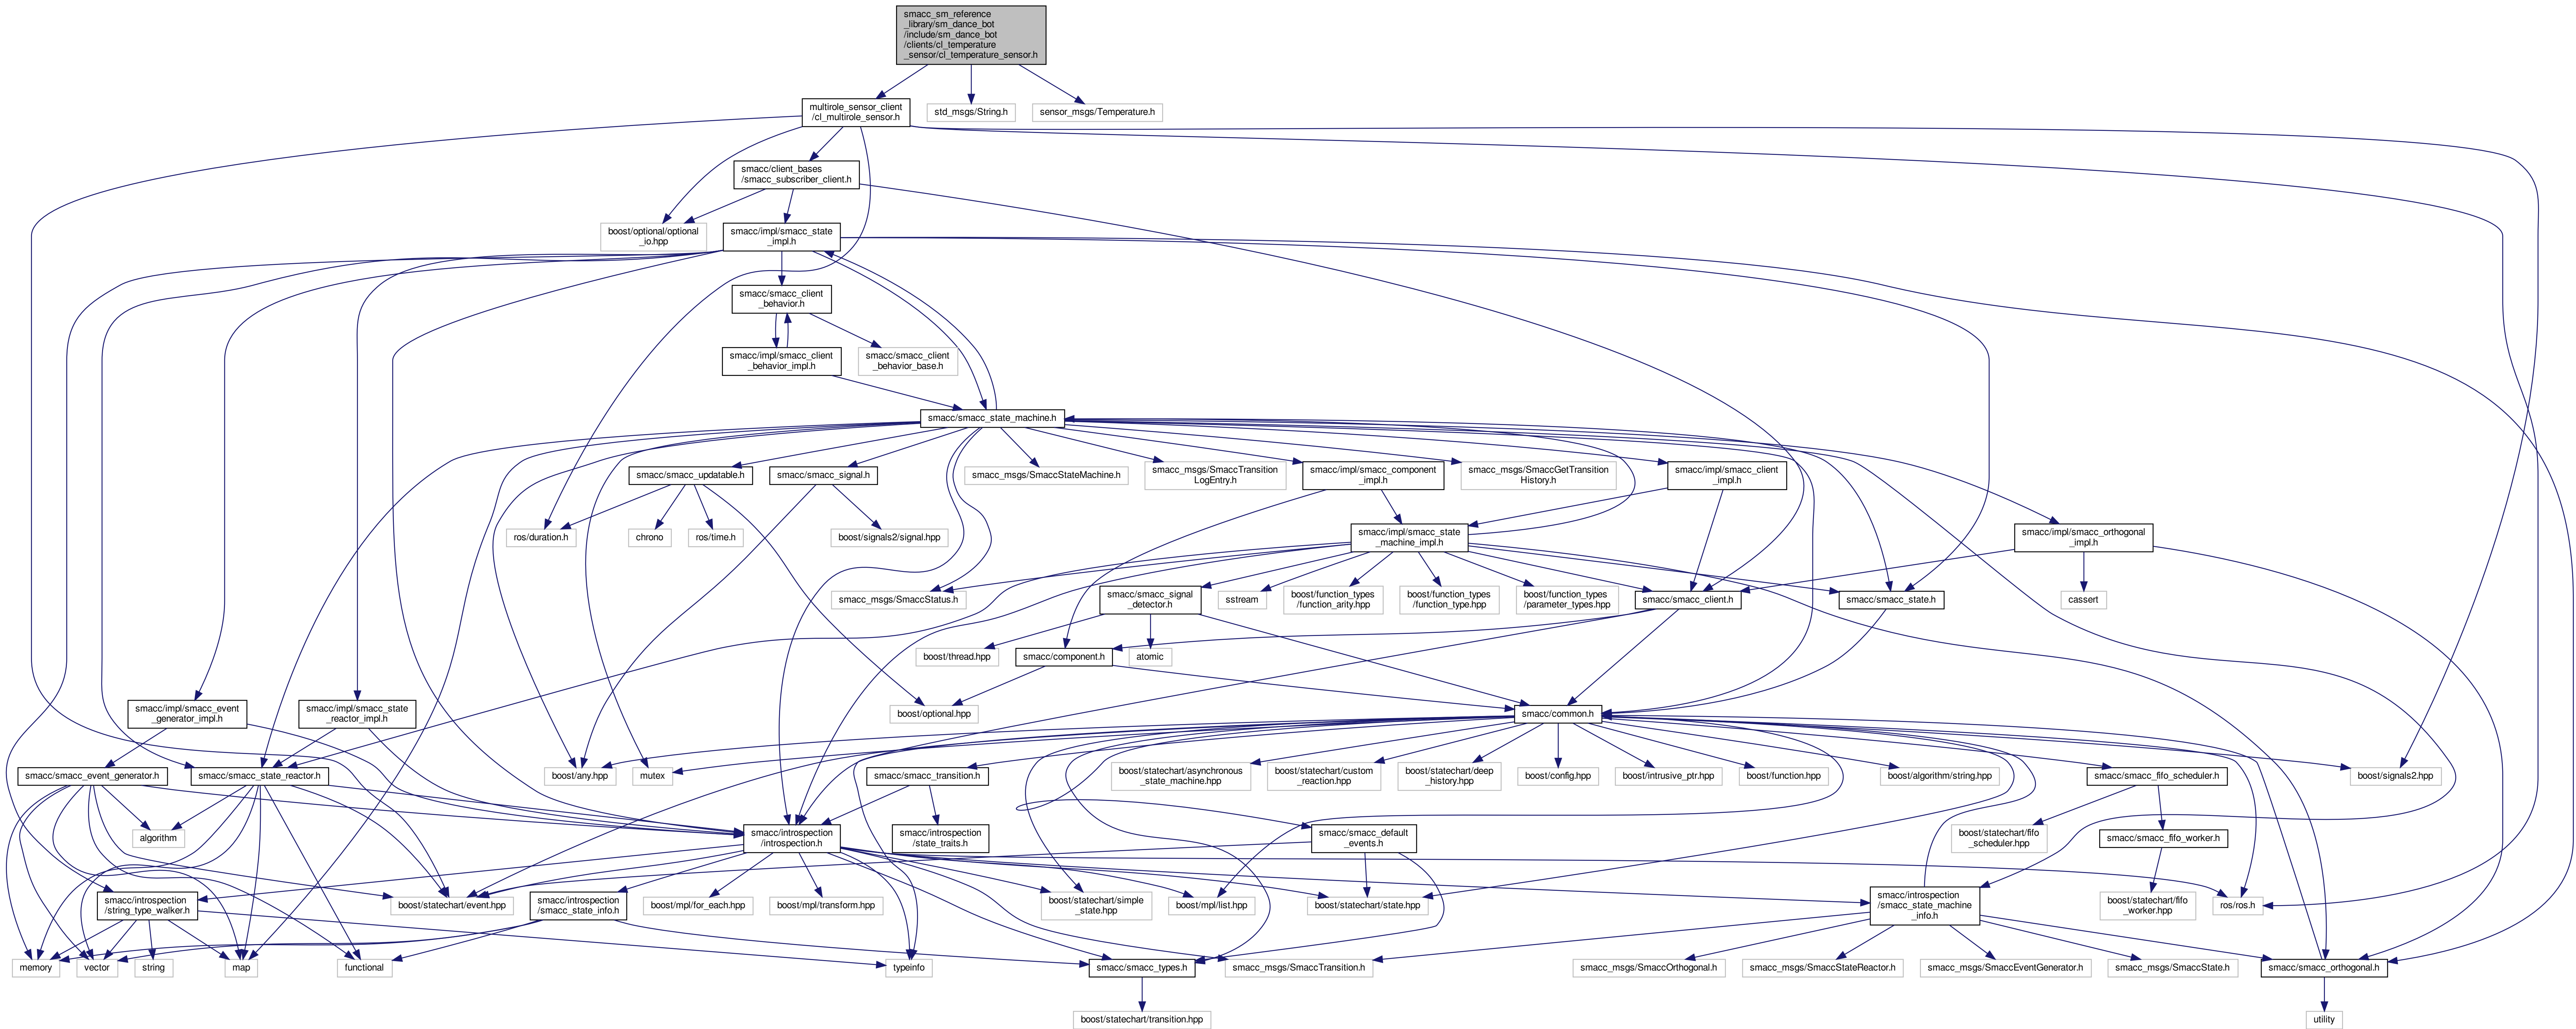 smacc_sm_reference
_library/sm_dance_bot
/include/sm_dance_bot
/clients/cl_temperature
_sensor/cl_temperature_sensor.h
multirole_sensor_client
/cl_multirole_sensor.h
std_msgs/String.h
sensor_msgs/Temperature.h
smacc/client_bases
/smacc_subscriber_client.h
boost/optional/optional
_io.hpp
smacc/impl/smacc_state
_impl.h
smacc/smacc_client
_behavior.h
smacc/impl/smacc_client
_behavior_impl.h
smacc/smacc_client
_behavior_base.h
smacc/smacc_state_machine.h
smacc/smacc_updatable.h
smacc/smacc_signal.h
smacc_msgs/SmaccStateMachine.h
smacc_msgs/SmaccTransition
LogEntry.h
smacc/impl/smacc_component
_impl.h
smacc_msgs/SmaccGetTransition
History.h
smacc/impl/smacc_client
_impl.h
ros/duration.h
chrono
ros/time.h
boost/signals2/signal.hpp
smacc/impl/smacc_state
_machine_impl.h
smacc/impl/smacc_orthogonal
_impl.h
smacc_msgs/SmaccStatus.h
smacc/smacc_signal
_detector.h
sstream
boost/function_types
/function_arity.hpp
boost/function_types
/function_type.hpp
boost/function_types
/parameter_types.hpp
smacc/smacc_client.h
smacc/smacc_state.h
cassert
boost/thread.hpp
smacc/component.h
atomic
smacc/impl/smacc_event
_generator_impl.h
smacc/impl/smacc_state
_reactor_impl.h
boost/optional.hpp
smacc/common.h
smacc/smacc_event_generator.h
smacc/smacc_state_reactor.h
boost/any.hpp
mutex
smacc/smacc_transition.h
boost/statechart/asynchronous
_state_machine.hpp
boost/statechart/custom
_reaction.hpp
boost/statechart/deep
_history.hpp
boost/config.hpp
boost/intrusive_ptr.hpp
boost/function.hpp
boost/algorithm/string.hpp
smacc/smacc_fifo_scheduler.h
boost/signals2.hpp
algorithm
smacc/introspection
/introspection.h
smacc/introspection
/state_traits.h
smacc/smacc_default
_events.h
boost/statechart/fifo
_scheduler.hpp
smacc/smacc_fifo_worker.h
smacc/introspection
/string_type_walker.h
boost/statechart/event.hpp
smacc/introspection
/smacc_state_info.h
boost/mpl/for_each.hpp
boost/mpl/transform.hpp
boost/statechart/simple
_state.hpp
boost/mpl/list.hpp
boost/statechart/state.hpp
smacc/introspection
/smacc_state_machine
_info.h
boost/statechart/fifo
_worker.hpp
ros/ros.h
memory
vector
string
map
functional
typeinfo
smacc/smacc_types.h
smacc_msgs/SmaccTransition.h
smacc_msgs/SmaccOrthogonal.h
smacc_msgs/SmaccStateReactor.h
smacc_msgs/SmaccEventGenerator.h
smacc_msgs/SmaccState.h
smacc/smacc_orthogonal.h
boost/statechart/transition.hpp
utility